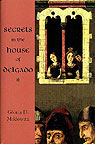 secrets
in the
house
of
delgado
Gloria D.
Miklowitz